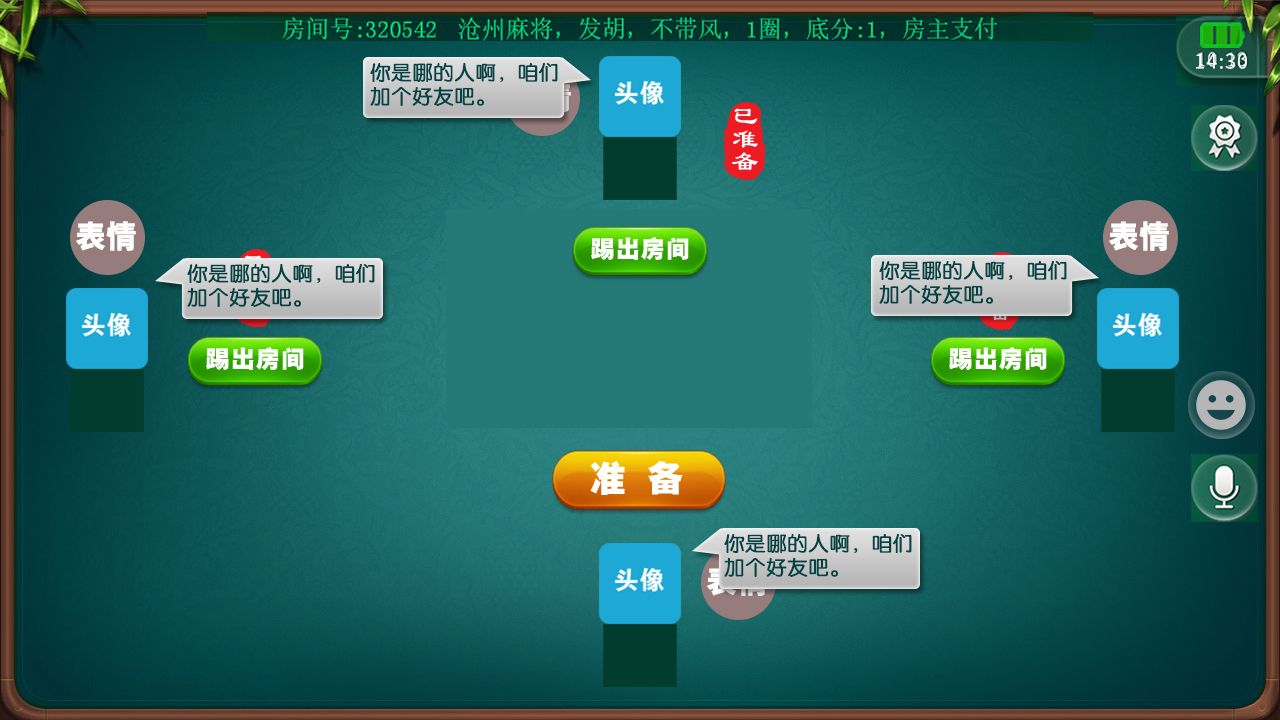 房间号:320542 沧州麻将，发胡，不带风，1圈，底分:1，房主支付
14:30
你是哪的人啊，咱们
加个好友吧。
头像
已准备
表情
踢出房间
表情
你是哪的人啊，咱们
加个好友吧。
你是哪的人啊，咱们
加个好友吧。
头像
头像
踢出房间
踢出房间
准 备
你是哪的人啊，咱们
加个好友吧。
头像
表情